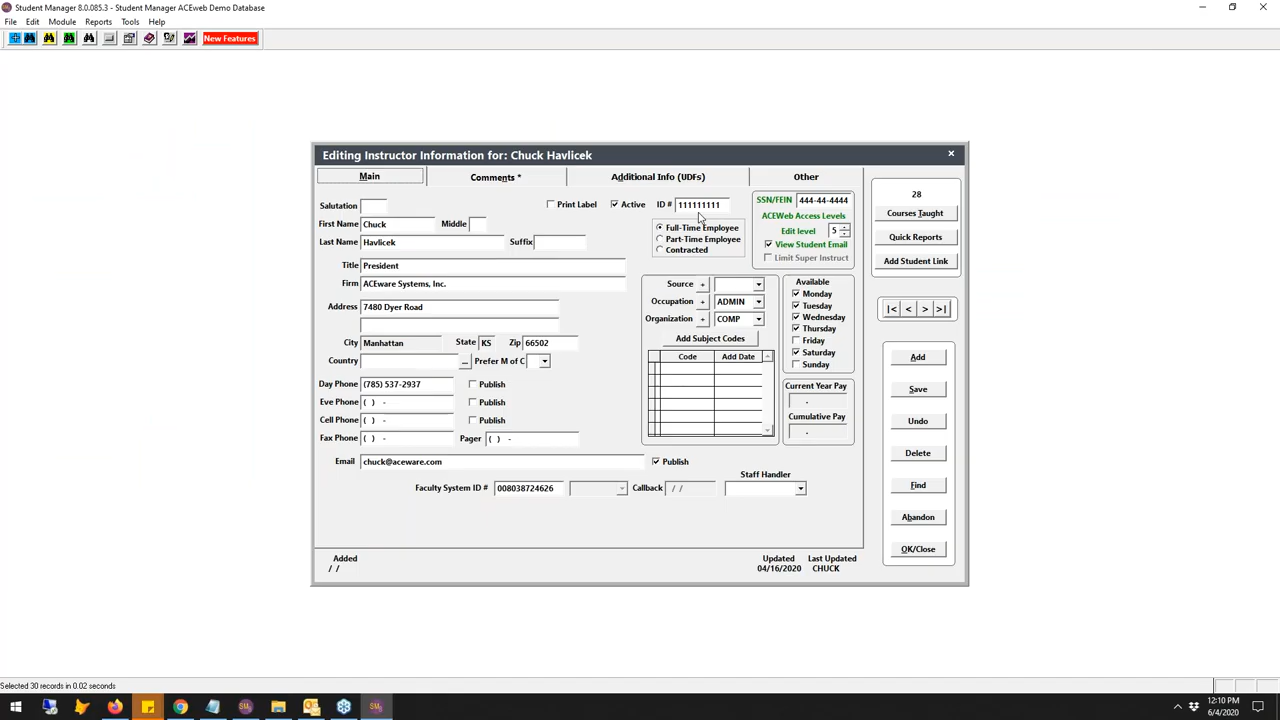 Student Manager 8.0.085.3 - Student Manager ACEweb Demo Database
File Edit Module Reports Tools Help
New Features
Editing Instructor Information for: Chuck Havlicek
Main Comments * Additional Info (UDFs) Other
Salutation Print Label Active ID # 111111111 SSN/FEIN 444-44-4444
ACEWeb Access Levels
First Name Chuck Middle Full-Time Employee Edit level 5
Part-Time Employee
Last Name Havlicek Suffix Contracted View Student Email
Limit Super Instruct
Title President
Firm ACEware Systems, Inc.
Address 7480 Dyer Road
City Manhattan State KS Zip 66502
Country ... Prefer M of C
Day Phone (785) 537-2937 Publish
Eve Phone ( ) - Publish
Cell Phone ( ) - Publish
Fax Phone ( ) - Pager ( ) -
Email chuck@aceware.com Publish
Faculty System ID # 008038724626 Callback / / Staff Handler
Source +
Occupation + ADMIN
Organization + COMP
Add Subject Codes
Code Add Date
Available
Monday
Tuesday
Wednesday
Thursday
Friday
Saturday
Sunday
Current Year Pay
-
Cumulative Pay
-
Added
/ /
Updated Last Updated
04/16/2020 CHUCK
28
Courses Taught
Quick Reports
Add Student Link
|< < > >|
Add
Save
Undo
Delete
Find
Abandon
OK/Close
Selected 30 records in 0.02 seconds
12:10 PM
6/4/2020